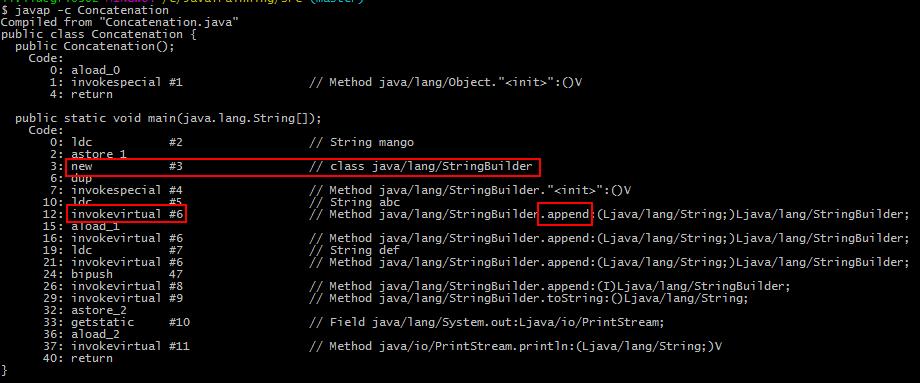 $ javap -c Concatenation
Compiled from "Concatenation.java"
public class Concatenation {
  public Concatenation();
    Code:
       0: aload_0
       1: invokespecial #1                  // Method java/lang/Object."<init>":()V
       4: return

  public static void main(java.lang.String[]);
    Code:
       0: ldc           #2                  // String mango
       2: astore_1
       3: new           #3                  // class java/lang/StringBuilder
       6: dup
       7: invokespecial #4                  // Method java/lang/StringBuilder."<init>":()V
      10: ldc           #5                  // String abc
      12: invokevirtual #6                  // Method java/lang/StringBuilder.append:(Ljava/lang/String;)Ljava/lang/StringBuilder;
      15: aload_1
      16: invokevirtual #6                  // Method java/lang/StringBuilder.append:(Ljava/lang/String;)Ljava/lang/StringBuilder;
      19: ldc           #7                  // String def
      21: invokevirtual #6                  // Method java/lang/StringBuilder.append:(Ljava/lang/String;)Ljava/lang/StringBuilder;
      24: bipush        47
      26: invokevirtual #8                  // Method java/lang/StringBuilder.append:(I)Ljava/lang/StringBuilder;
      29: invokevirtual #9                  // Method java/lang/StringBuilder.toString:()Ljava/lang/String;
      32: astore_2
      33: getstatic     #10                 // Field java/lang/System.out:Ljava/io/PrintStream;
      36: aload_2
      37: invokevirtual #11                 // Method java/io/PrintStream.println:(Ljava/lang/String;)V
      40: return
}